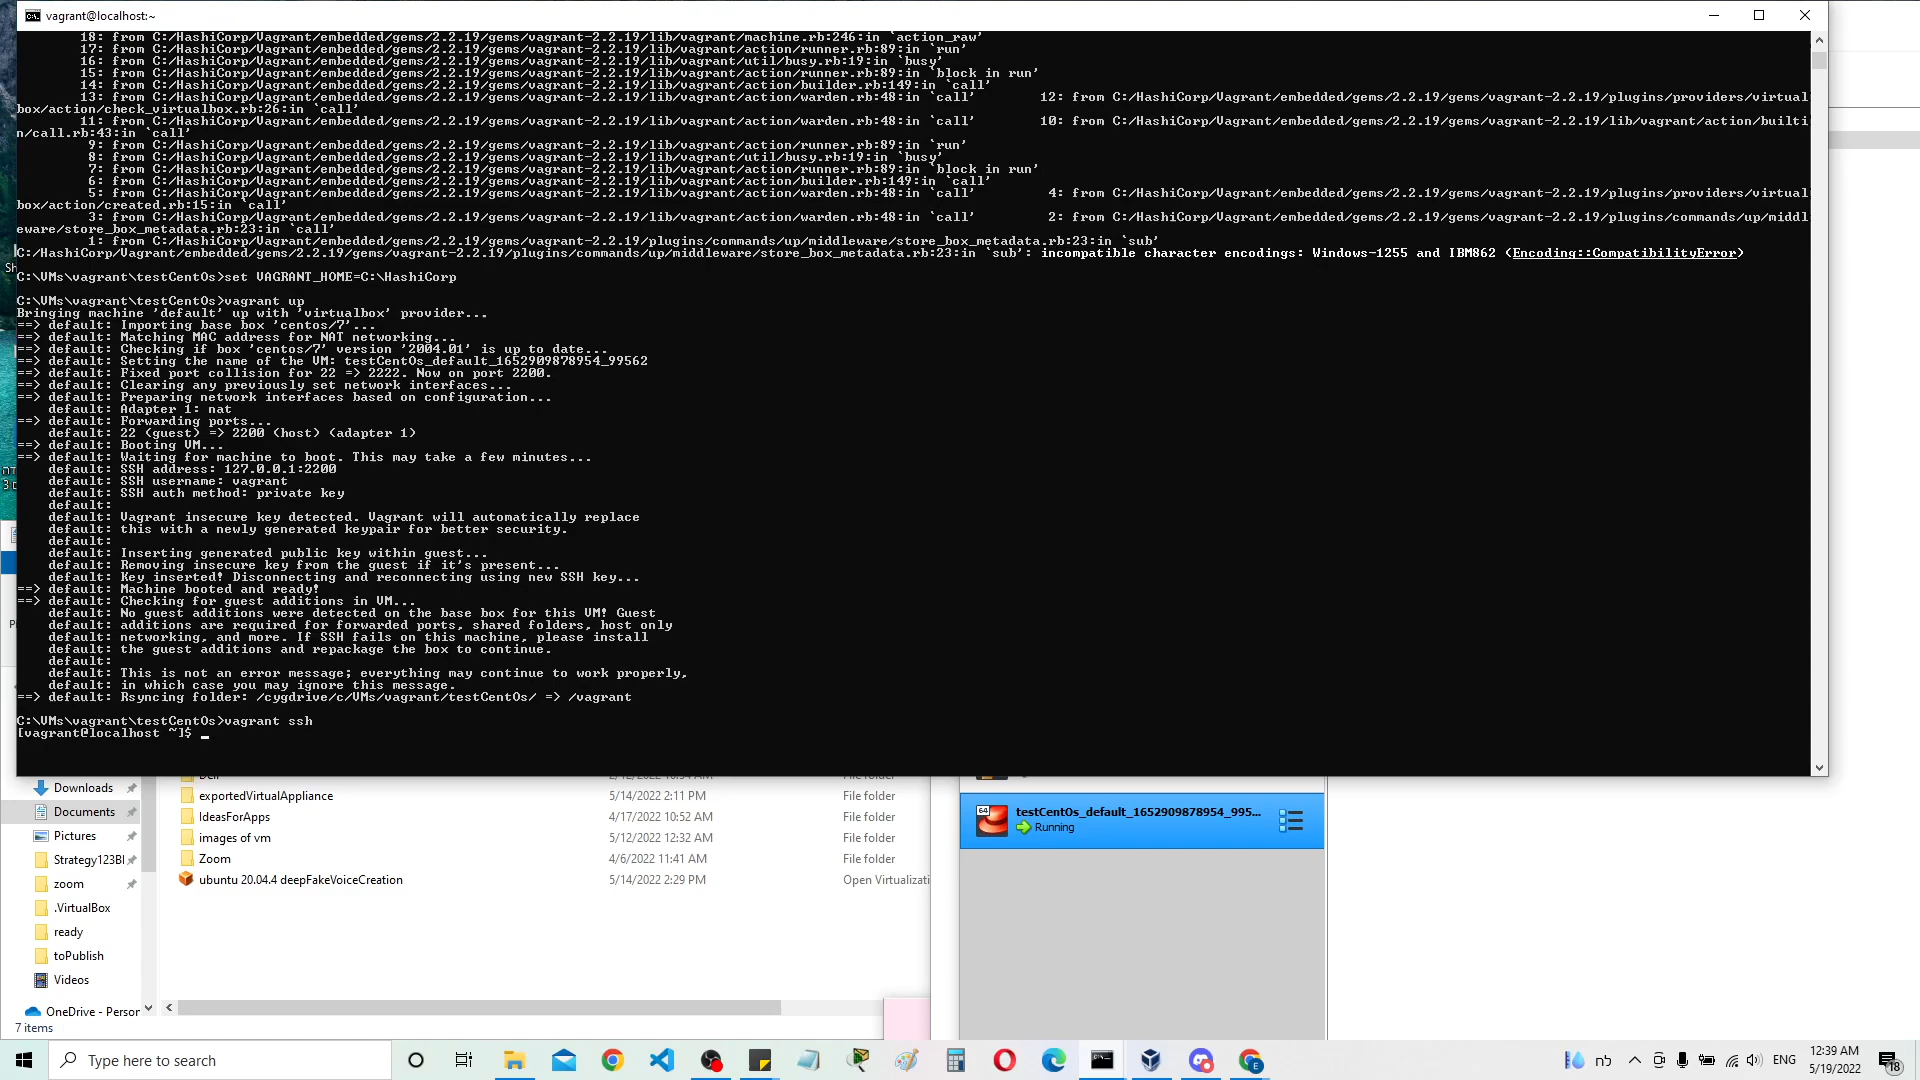 vagrant@localhost:~
18: from C:/HashiCorp/Vagrant/embedded/gems/2.2.19/gems/vagrant-2.2.19/lib/vagrant/machine.rb:246:in `action_raw'
17: from C:/HashiCorp/Vagrant/embedded/gems/2.2.19/gems/vagrant-2.2.19/lib/vagrant/action/runner.rb:89:in `run'
16: from C:/HashiCorp/Vagrant/embedded/gems/2.2.19/gems/vagrant-2.2.19/lib/vagrant/util/busy.rb:19:in `busy'
15: from C:/HashiCorp/Vagrant/embedded/gems/2.2.19/gems/vagrant-2.2.19/lib/vagrant/action/runner.rb:89:in `block in run'
14: from C:/HashiCorp/Vagrant/embedded/gems/2.2.19/gems/vagrant-2.2.19/lib/vagrant/action/builder.rb:149:in `call'
13: from C:/HashiCorp/Vagrant/embedded/gems/2.2.19/gems/vagrant-2.2.19/lib/vagrant/action/warden.rb:48:in `call' 12: from C:/HashiCorp/Vagrant/embedded/gems/2.2.19/gems/vagrant-2.2.19/plugins/providers/virtual
box/action/check_virtualbox.rb:26:in `call'
11: from C:/HashiCorp/Vagrant/embedded/gems/2.2.19/gems/vagrant-2.2.19/lib/vagrant/action/warden.rb:48:in `call' 10: from C:/HashiCorp/Vagrant/embedded/gems/2.2.19/gems/vagrant-2.2.19/lib/vagrant/action/builti
n/call.rb:43:in `call'
9: from C:/HashiCorp/Vagrant/embedded/gems/2.2.19/gems/vagrant-2.2.19/lib/vagrant/action/runner.rb:89:in `run'
8: from C:/HashiCorp/Vagrant/embedded/gems/2.2.19/gems/vagrant-2.2.19/lib/vagrant/util/busy.rb:19:in `busy'
7: from C:/HashiCorp/Vagrant/embedded/gems/2.2.19/gems/vagrant-2.2.19/lib/vagrant/action/runner.rb:89:in `block in run'
6: from C:/HashiCorp/Vagrant/embedded/gems/2.2.19/gems/vagrant-2.2.19/lib/vagrant/action/builder.rb:149:in `call'
5: from C:/HashiCorp/Vagrant/embedded/gems/2.2.19/gems/vagrant-2.2.19/lib/vagrant/action/warden.rb:48:in `call' 4: from C:/HashiCorp/Vagrant/embedded/gems/2.2.19/gems/vagrant-2.2.19/plugins/providers/virtual
box/action/created.rb:15:in `call'
3: from C:/HashiCorp/Vagrant/embedded/gems/2.2.19/gems/vagrant-2.2.19/lib/vagrant/action/warden.rb:48:in `call' 2: from C:/HashiCorp/Vagrant/embedded/gems/2.2.19/gems/vagrant-2.2.19/plugins/commands/up/middl
eware/store_box_metadata.rb:23:in `call'
1: from C:/HashiCorp/Vagrant/embedded/gems/2.2.19/gems/vagrant-2.2.19/plugins/commands/up/middleware/store_box_metadata.rb:23:in `sub'
C:/HashiCorp/Vagrant/embedded/gems/2.2.19/gems/vagrant-2.2.19/plugins/commands/up/middleware/store_box_metadata.rb:23:in `sub': incompatible character encodings: Windows-1255 and IBM862 (Encoding::CompatibilityError)
C:\VMs\vagrant\testCentOs>set VAGRANT_HOME=C:\HashiCorp
C:\VMs\vagrant\testCentOs>vagrant up
Bringing machine 'default' up with 'virtualbox' provider...
==> default: Importing base box 'centos/7'...
==> default: Matching MAC address for NAT networking...
==> default: Checking if box 'centos/7' version '2004.01' is up to date...
==> default: Setting the name of the VM: testCentOs_default_1652909878954_99562
==> default: Fixed port collision for 22 => 2222. Now on port 2200.
==> default: Clearing any previously set network interfaces...
==> default: Preparing network interfaces based on configuration...
default: Adapter 1: nat
==> default: Forwarding ports...
default: 22 (guest) => 2200 (host) (adapter 1)
==> default: Booting VM...
==> default: Waiting for machine to boot. This may take a few minutes...
default: SSH address: 127.0.0.1:2200
default: SSH username: vagrant
default: SSH auth method: private key
default:
default: Vagrant insecure key detected. Vagrant will automatically replace
default: this with a newly generated keypair for better security.
default:
default: Inserting generated public key within guest...
default: Removing insecure key from the guest if it's present...
default: Key inserted! Disconnecting and reconnecting using new SSH key...
==> default: Machine booted and ready!
==> default: Checking for guest additions in VM...
default: No guest additions were detected on the base box for this VM! Guest
default: additions are required for forwarded ports, shared folders, host only
default: networking, and more. If SSH fails on this machine, please install
default: the guest additions and repackage the box to continue.
default:
default: This is not an error message; everything may continue to work properly,
default: in which case you may ignore this message.
==> default: Rsyncing folder: /cygdrive/c/VMs/vagrant/testCentOs/ => /vagrant
C:\VMs\vagrant\testCentOs>vagrant ssh
[vagrant@localhost ~]$ _
Downloads
Documents
Pictures
Strategy123Bl
zoom
.VirtualBox
ready
toPublish
Videos
OneDrive - Person
7 items
exportedVirtualAppliance 5/14/2022 2:11 PM File folder
IdeasForApps 4/17/2022 10:52 AM File folder
images of vm 5/12/2022 12:32 AM File folder
Zoom 4/6/2022 11:41 AM File folder
ubuntu 20.04.4 deepFakeVoiceCreation 5/14/2022 2:29 PM Open Virtualizati
64
testCentOs_default_1652909878954_995...
Running
Type here to search
לח
ENG
12:39 AM
5/19/2022
18